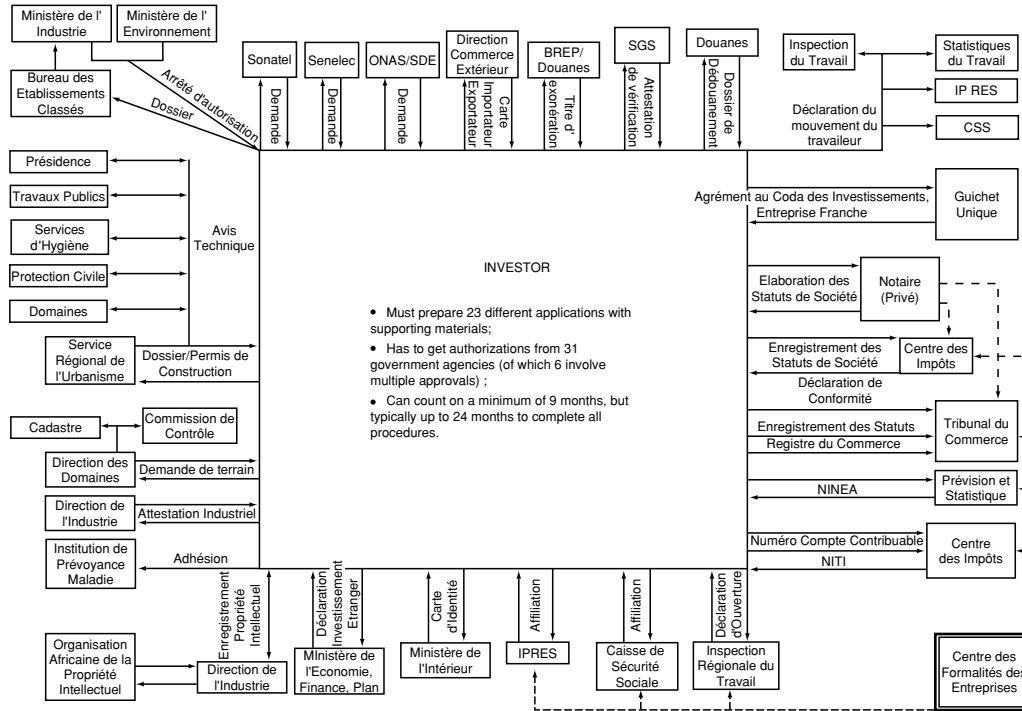 Ministère de l'
Industrie
Ministère de
l'Environnement
Bureau des
Etablissements
Classés
Arrêté d'autorisation
Dossier
Sonatel
Senelec
ONAS/SDE
Direction
Commerce
Extérieur
BREP/
Douanes
SGS
Douanes
Demande
Demande
Demande
Exportateur
Importateur
Carte
Titre d'
exonération
Attestation
de vérification
Dossier de
Dédouanement
Inspection
du Travail
Statistiques
du Travail
IP RES
CSS
Déclaration du
mouvement du
travaileur
Présidence
Travaux Publics
Services
d'Hygiène
Protection Civile
Domaines
Avis
Technique
Service
Régional de
l'Urbanisme
Dossier/Permis de
Construction
Cadastre
Commission de
Contrôle
Direction des
Domaines
Demande de terrain
Direction de
l'Industrie
Attestation Industriel
Institution de
Prévoyance
Maladie
Adhésion
INVESTOR
• Must prepare 23 different applications with
supporting materials;
• Has to get authorizations from 31
government agencies (of which 6 involve
multiple approvals) ;
• Can count on a minimum of 9 months, but
typically up to 24 months to complete all
procedures.
Agrément au Coda des Investissements,
Entreprise Franche
Guichet
Unique
Elaboration des
Statuts de Société
Notaire
(Privé)
Enregistrement des
Statuts de Société
Centre des
Impôts
Déclaration de
Conformité
Enregistrement des Statuts
Registre du Commerce
Tribunal du
Commerce
NINEA
Prévision et
Statistique
Numéro Compte Contribuable
NITI
Centre
des Impôts
Enregistrement
Propriété
Intellectuel
Déclaration
Investissement
Etranger
Carte
d'Identité
Affiliation
Affiliation
Déclaration
d'Ouverture
Organisation
Africaine de la
Propriété
Intellectuel
Direction de
l'Industrie
MInistère de
l'Economie,
Finance, Plan
Ministère de
l'Intérieur
IPRES
Caisse de
Sécurité
Sociale
Inspection
Régionale du
Travail
Centre des
Formalités des
Entreprises